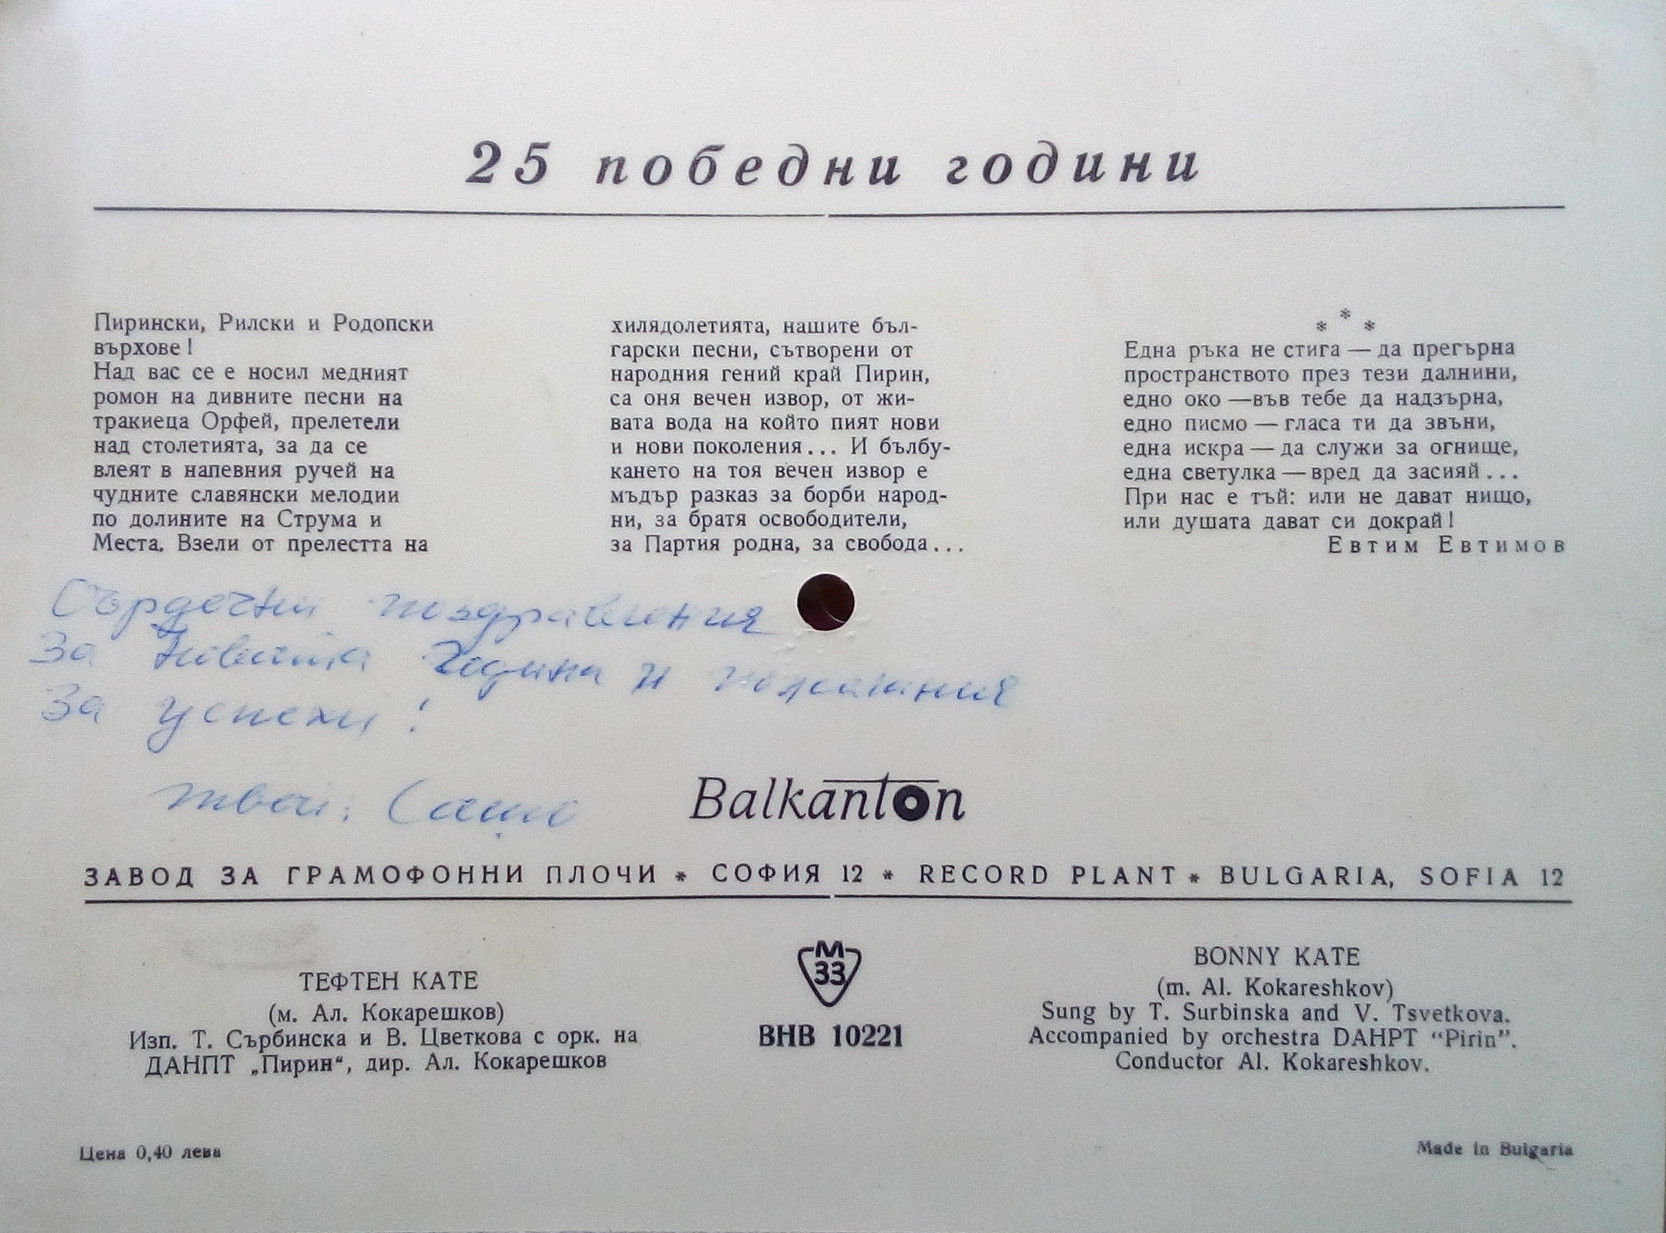 25 победни години
Пирински, Рилски и Родопски
върхове!
Над вас се е носил медният
ромон на дивните песни на
тракиеца Орфей, прелетели
над столетията, за да се
влеят в напевния ручей на
чудните славянски мелодии
по долините на Струма и
Места. Взели от прелестта на
хилядолетията, нашите бъл-
гарски песни, сътворени от
народния гений край Пирин,
са оня вечен извор, от жи-
вата вода на който пият нови
и нови поколения... И бълбу-
кането на тоя вечен извор е
мъдър разказ за борби народ-
ни, за братя освободители,
за Партия родна, за свобода...
* * *
Една ръка не стига — да прегърна
пространството през тези далнини,
едно око — във тебе да надзърна,
едно писмо — гласа ти да звъни,
една искра — да служи за огнище,
една светулка — вред да засияй...
При нас е тъй: или не дават нищо,
или душата дават си докрай!
Евтим Евтимов
Сърдечни поздравления
За Новата Година и пожелания
За успехи!
твой: Сашо
Balkanton
ЗАВОД ЗА ГРАМОФОННИ ПЛОЧИ * СОФИЯ 12 * RECORD PLANT * BULGARIA, SOFIA 12
ТЕФТЕН КАТЕ
(м. Ал. Кокарешков)
Изп. Т. Сърбинска и В. Цветкова с орк. на
ДАНПТ „Пирин“, дир. Ал. Кокарешков
М
33
ВНВ 10221
BONNY KATE
(m. Al. Kokareshkov)
Sung by T. Surbinska and V. Tsvetkova.
Accompanied by orchestra DAHPT “Pirin”.
Conductor Al. Kokareshkov.
Цена 0,40 лева
Made in Bulgaria